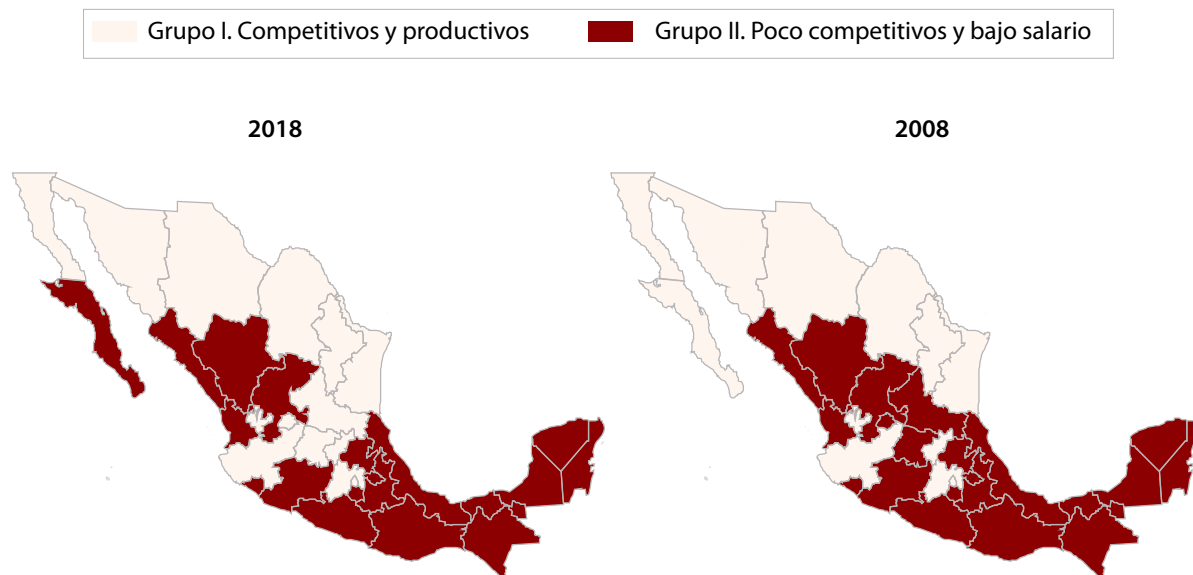 Grupo I. Competitivos y productivos
Grupo II. Poco competitivos y bajo salario
2018
2008